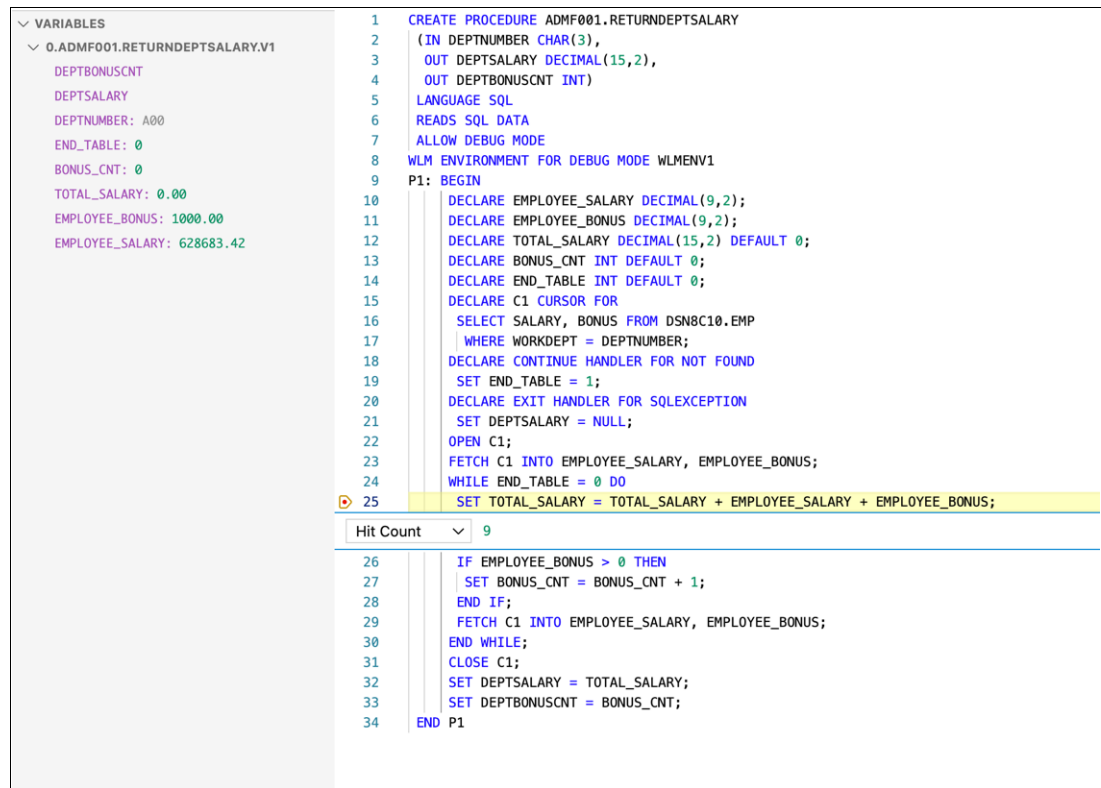 VARIABLES
0.ADMF001.RETURNDEPTSALARY.V1
DEPTBONUSCNT
DEPTSALARY
DEPTNUMBER: A00
END_TABLE: 0
BONUS_CNT: 0
TOTAL_SALARY: 0.00
EMPLOYEE_BONUS: 1000.00
EMPLOYEE_SALARY: 628683.42
1 CREATE PROCEDURE ADMF001.RETURNDEPTSALARY
2 (IN DEPTNUMBER CHAR(3),
3 OUT DEPTSALARY DECIMAL(15,2),
4 OUT DEPTBONUSCNT INT)
5 LANGUAGE SQL
6 READS SQL DATA
7 ALLOW DEBUG MODE
8 WLM ENVIRONMENT FOR DEBUG MODE WLMENV1
9 P1: BEGIN
10 DECLARE EMPLOYEE_SALARY DECIMAL(9,2);
11 DECLARE EMPLOYEE_BONUS DECIMAL(9,2);
12 DECLARE TOTAL_SALARY DECIMAL(15,2) DEFAULT 0;
13 DECLARE BONUS_CNT INT DEFAULT 0;
14 DECLARE END_TABLE INT DEFAULT 0;
15 DECLARE C1 CURSOR FOR
16 SELECT SALARY, BONUS FROM DSN8C10.EMP
17 WHERE WORKDEPT = DEPTNUMBER;
18 DECLARE CONTINUE HANDLER FOR NOT FOUND
19 SET END_TABLE = 1;
20 DECLARE EXIT HANDLER FOR SQLEXCEPTION
21 SET DEPTSALARY = NULL;
22 OPEN C1;
23 FETCH C1 INTO EMPLOYEE_SALARY, EMPLOYEE_BONUS;
24 WHILE END_TABLE = 0 DO
25 SET TOTAL_SALARY = TOTAL_SALARY + EMPLOYEE_SALARY + EMPLOYEE_BONUS;
Hit Count 9
26 IF EMPLOYEE_BONUS > 0 THEN
27 SET BONUS_CNT = BONUS_CNT + 1;
28 END IF;
29 FETCH C1 INTO EMPLOYEE_SALARY, EMPLOYEE_BONUS;
30 END WHILE;
31 CLOSE C1;
32 SET DEPTSALARY = TOTAL_SALARY;
33 SET DEPTBONUSCNT = BONUS_CNT;
34 END P1